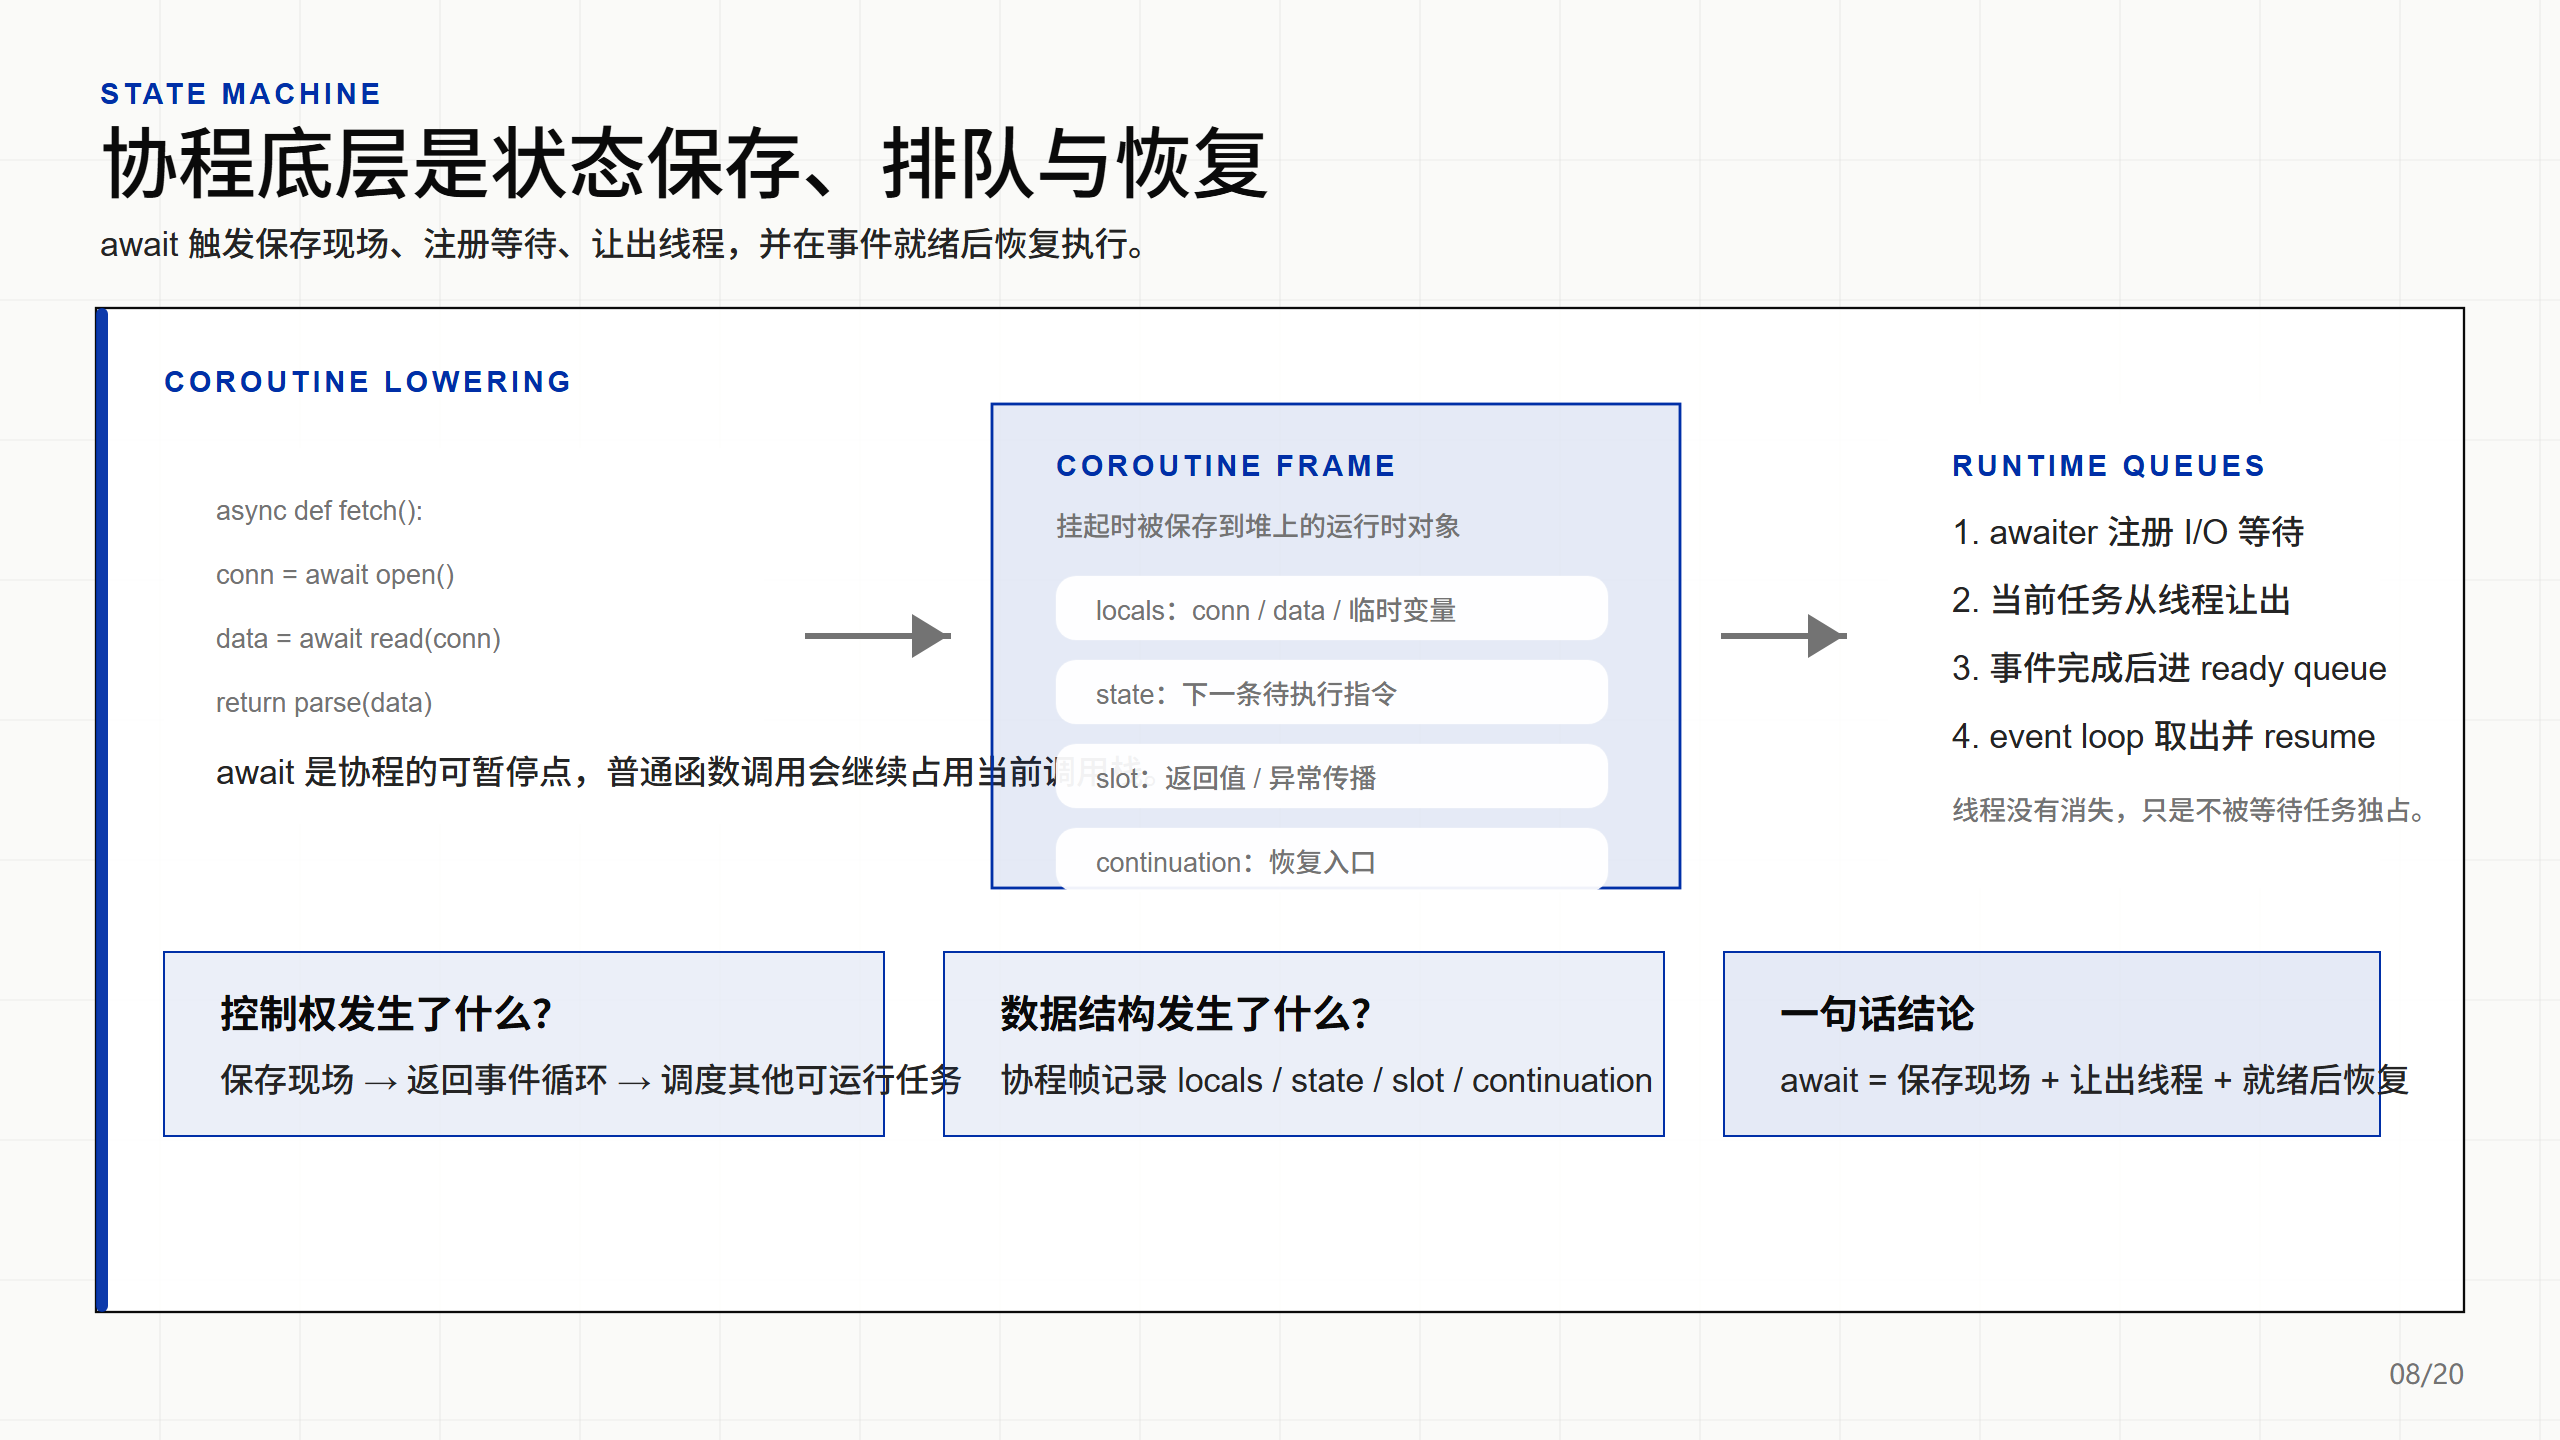 STATE MACHINE
协程底层是状态保存、排队与恢复
await 触发保存现场、注册等待、让出线程，并在事件就绪后恢复执行。
COROUTINE LOWERING
async def fetch():
conn = await open()
data = await read(conn)
return parse(data)
await 是协程的可暂停点，普通函数调用会继续占用当前调用栈。
COROUTINE FRAME
挂起时被保存到堆上的运行时对象
locals：conn / data / 临时变量
state：下一条待执行指令
slot：返回值 / 异常传播
continuation：恢复入口
RUNTIME QUEUES
1. awaiter 注册 I/O 等待
2. 当前任务从线程让出
3. 事件完成后进 ready queue
4. event loop 取出并 resume
线程没有消失，只是不被等待任务独占。
控制权发生了什么？
保存现场 → 返回事件循环 → 调度其他可运行任务
数据结构发生了什么？
协程帧记录 locals / state / slot / continuation
一句话结论
await = 保存现场 + 让出线程 + 就绪后恢复
08/20